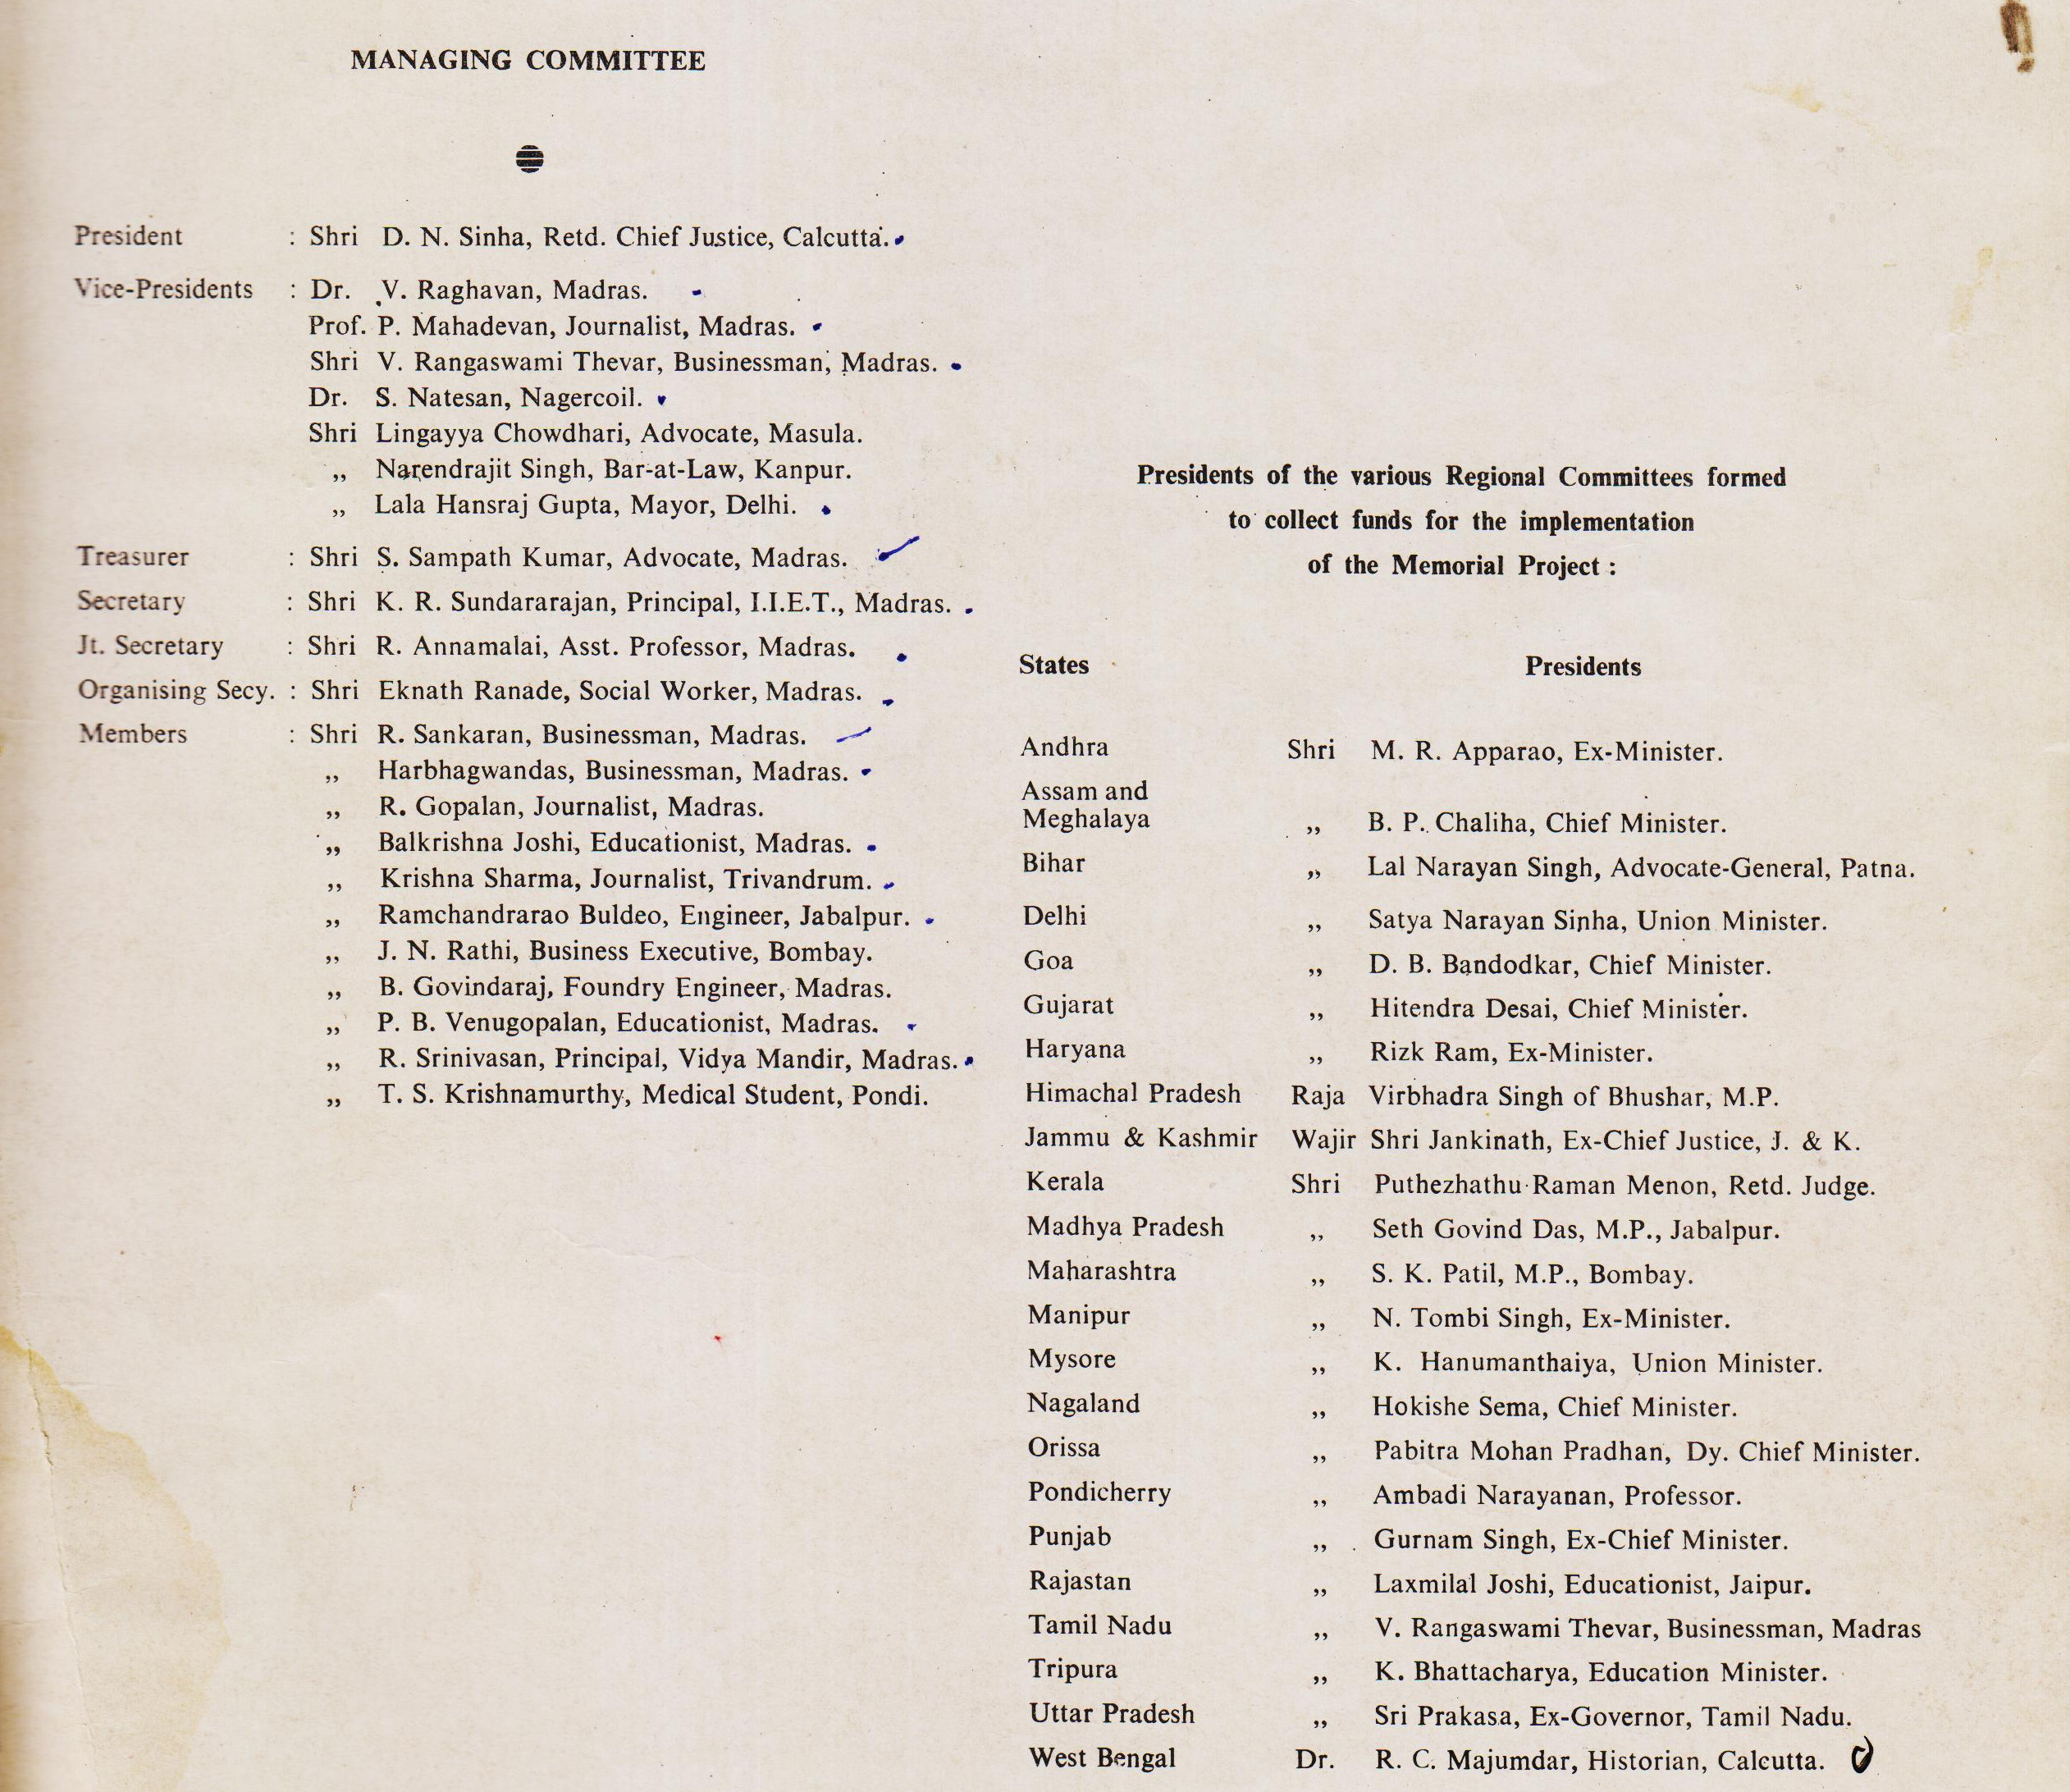 MANAGING COMMITTEE
President : Shri D. N. Sinha, Retd. Chief Justice, Calcutta.
Vice-Presidents : Dr. V. Raghavan, Madras.
Prof. P. Mahadevan, Journalist, Madras.
Shri V. Rangaswami Thevar, Businessman, Madras.
Dr. S. Natesan, Nagercoil.
Shri Lingayya Chowdhari, Advocate, Masula.
„ Narendrajit Singh, Bar-at-Law, Kanpur.
„ Lala Hansraj Gupta, Mayor, Delhi.
Treasurer : Shri S. Sampath Kumar, Advocate, Madras.
Secretary : Shri K. R. Sundararajan, Principal, I.I.E.T., Madras.
Jt. Secretary : Shri R. Annamalai, Asst. Professor, Madras.
Organising Secy. : Shri Eknath Ranade, Social Worker, Madras.
Members : Shri R. Sankaran, Businessman, Madras.
„ Harbhagwandas, Businessman, Madras.
„ R. Gopalan, Journalist, Madras.
„ Balkrishna Joshi, Educationist, Madras.
„ Krishna Sharma, Journalist, Trivandrum.
„ Ramchandrarao Buldeo, Engineer, Jabalpur.
„ J. N. Rathi, Business Executive, Bombay.
„ B. Govindaraj, Foundry Engineer, Madras.
„ P. B. Venugopalan, Educationist, Madras.
„ R. Srinivasan, Principal, Vidya Mandir, Madras.
„ T. S. Krishnamurthy, Medical Student, Pondi.
Presidents of the various Regional Committees formed
to collect funds for the implementation
of the Memorial Project :
States Presidents
Andhra Shri M. R. Apparao, Ex-Minister.
Assam and
Meghalaya „ B. P. Chaliha, Chief Minister.
Bihar „ Lal Narayan Singh, Advocate-General, Patna.
Delhi „ Satya Narayan Sinha, Union Minister.
Goa „ D. B. Bandodkar, Chief Minister.
Gujarat „ Hitendra Desai, Chief Minister.
Haryana „ Rizk Ram, Ex-Minister.
Himachal Pradesh Raja Virbhadra Singh of Bhushar, M.P.
Jammu & Kashmir Wajir Shri Jankinath, Ex-Chief Justice, J. & K.
Kerala Shri Puthezhathu Raman Menon, Retd. Judge.
Madhya Pradesh „ Seth Govind Das, M.P., Jabalpur.
Maharashtra „ S. K. Patil, M.P., Bombay.
Manipur „ N. Tombi Singh, Ex-Minister.
Mysore „ K. Hanumanthaiya, Union Minister.
Nagaland „ Hokishe Sema, Chief Minister.
Orissa „ Pabitra Mohan Pradhan, Dy. Chief Minister.
Pondicherry „ Ambadi Narayanan, Professor.
Punjab „ Gurnam Singh, Ex-Chief Minister.
Rajastan „ Laxmilal Joshi, Educationist, Jaipur.
Tamil Nadu „ V. Rangaswami Thevar, Businessman, Madras
Tripura „ K. Bhattacharya, Education Minister.
Uttar Pradesh „ Sri Prakasa, Ex-Governor, Tamil Nadu.
West Bengal Dr. R. C. Majumdar, Historian, Calcutta.